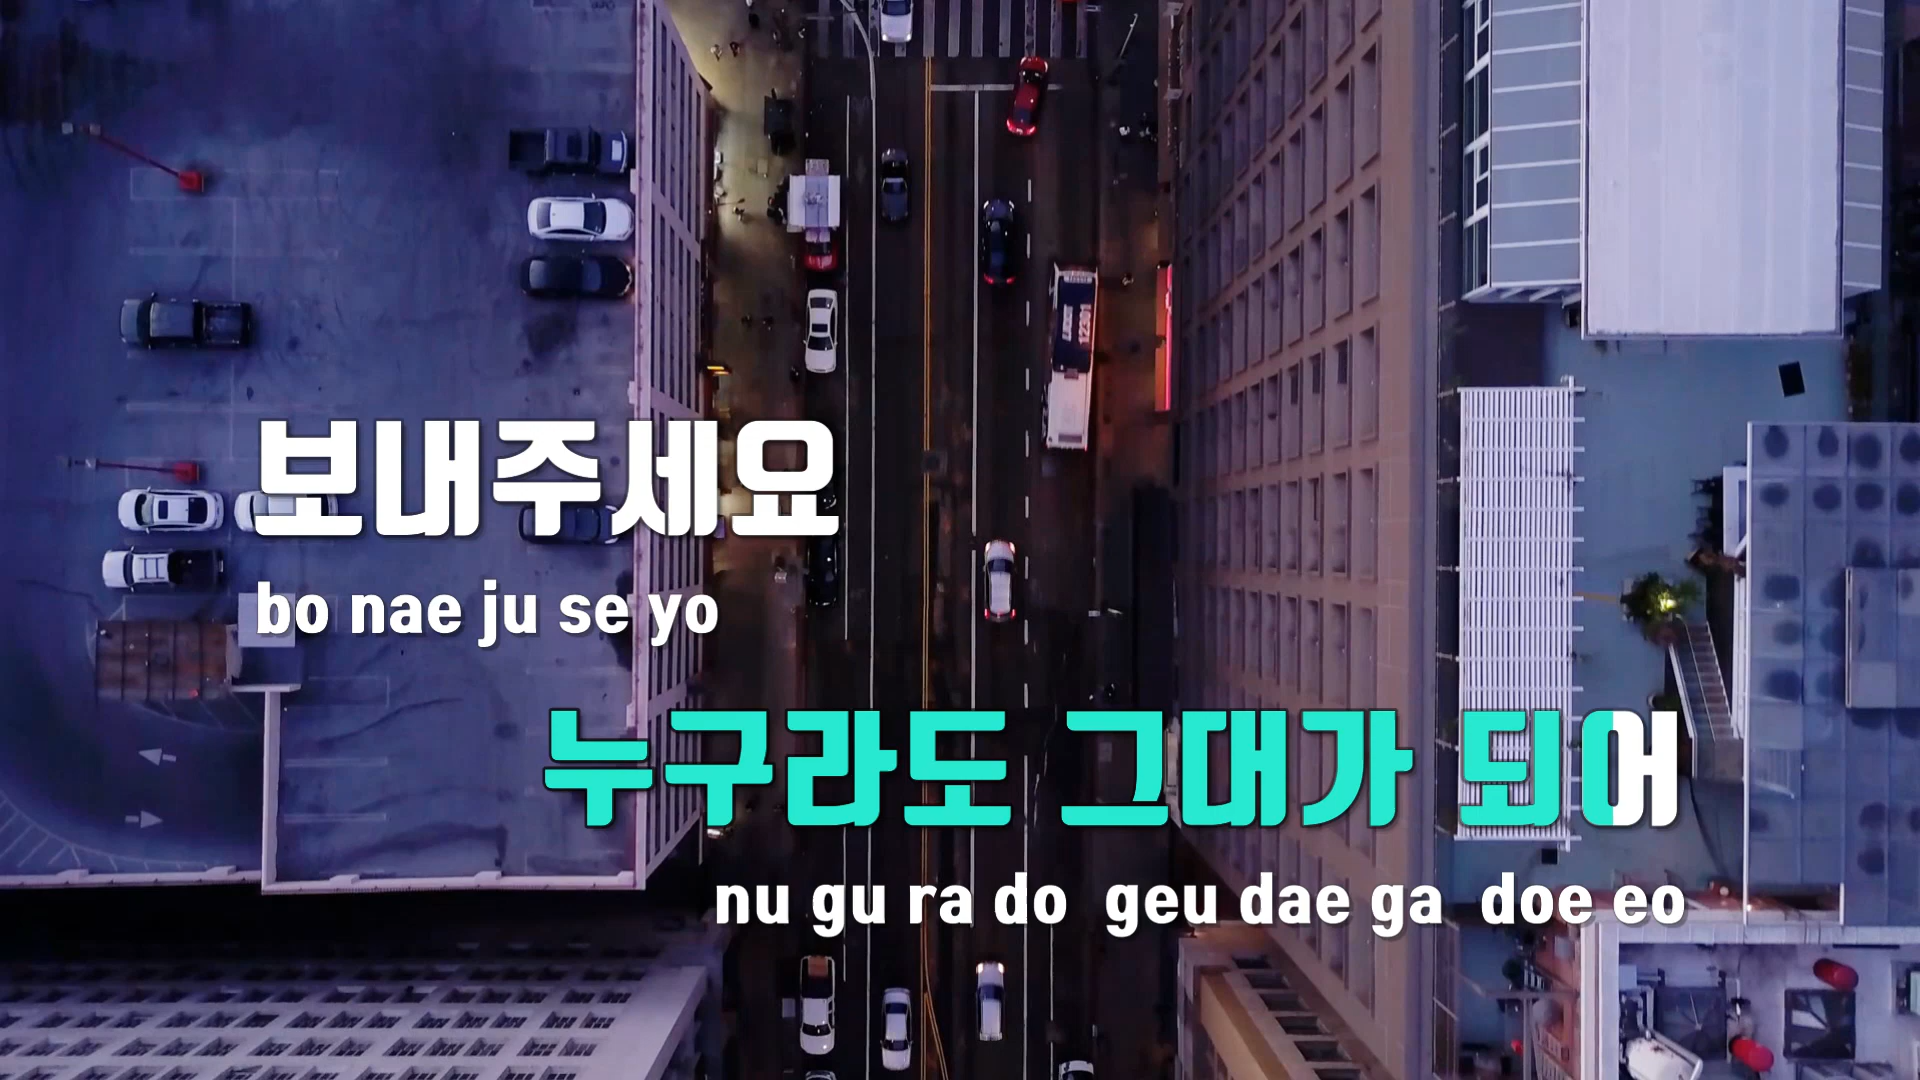 보내주세요
bo nae ju se yo
누구라도 그대가 되어
nu gu ra do geu dae ga doe eo
12301